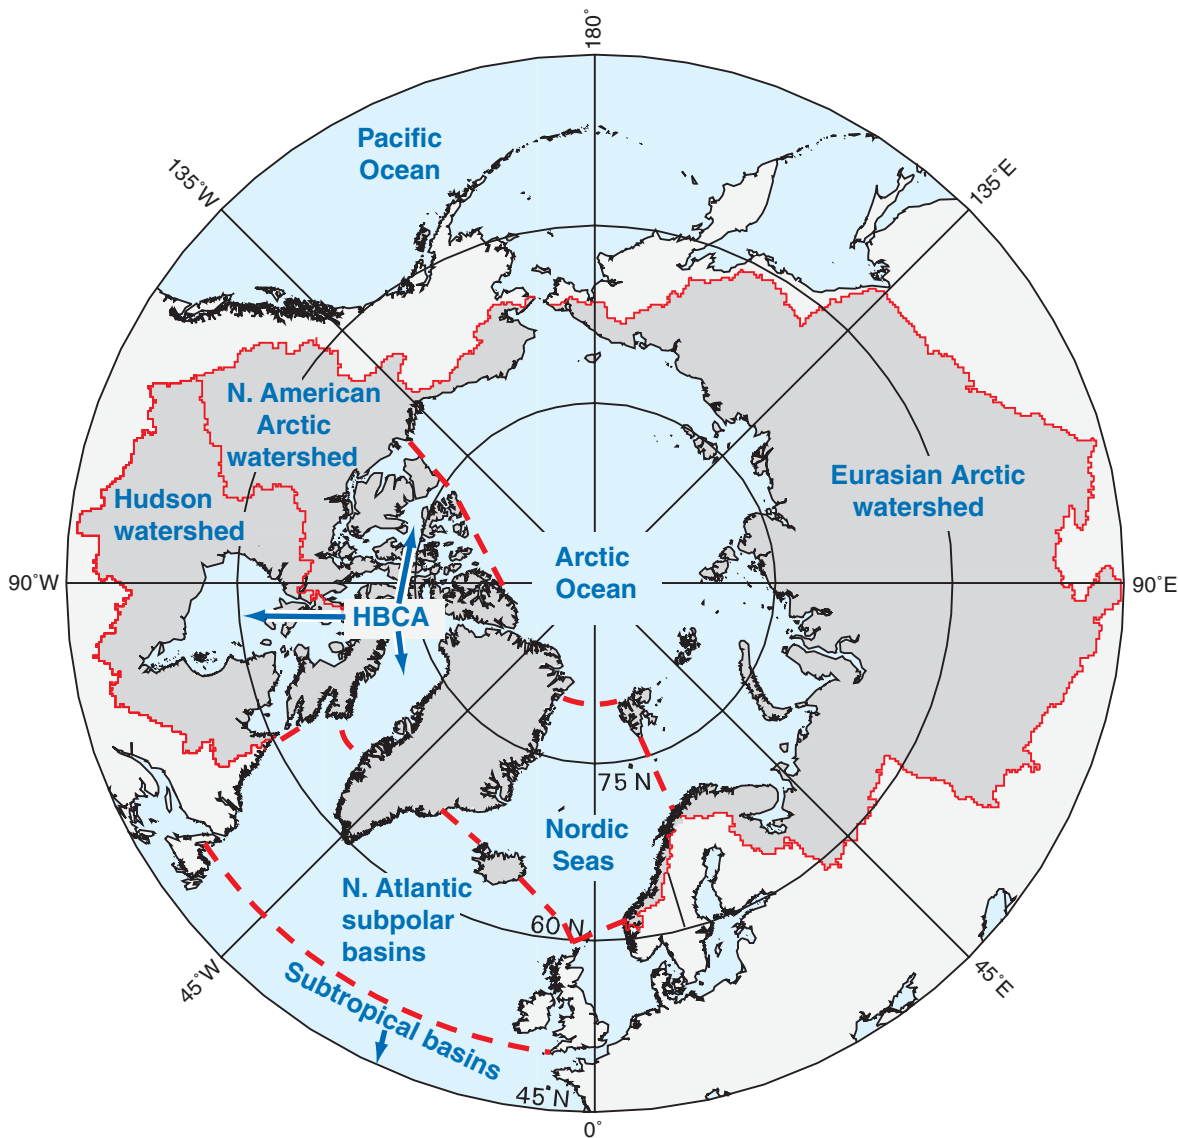 180°
Pacific
Ocean
135°W
135°E
N. American
Arctic
watershed
Eurasian Arctic
watershed
Hudson
watershed
Arctic
Ocean
90°W
90°E
HBCA
75°N
Nordic
Seas
N. Atlantic
subpolar
basins
60°N
45°W
45°E
Subtropical basins
45°N
0°